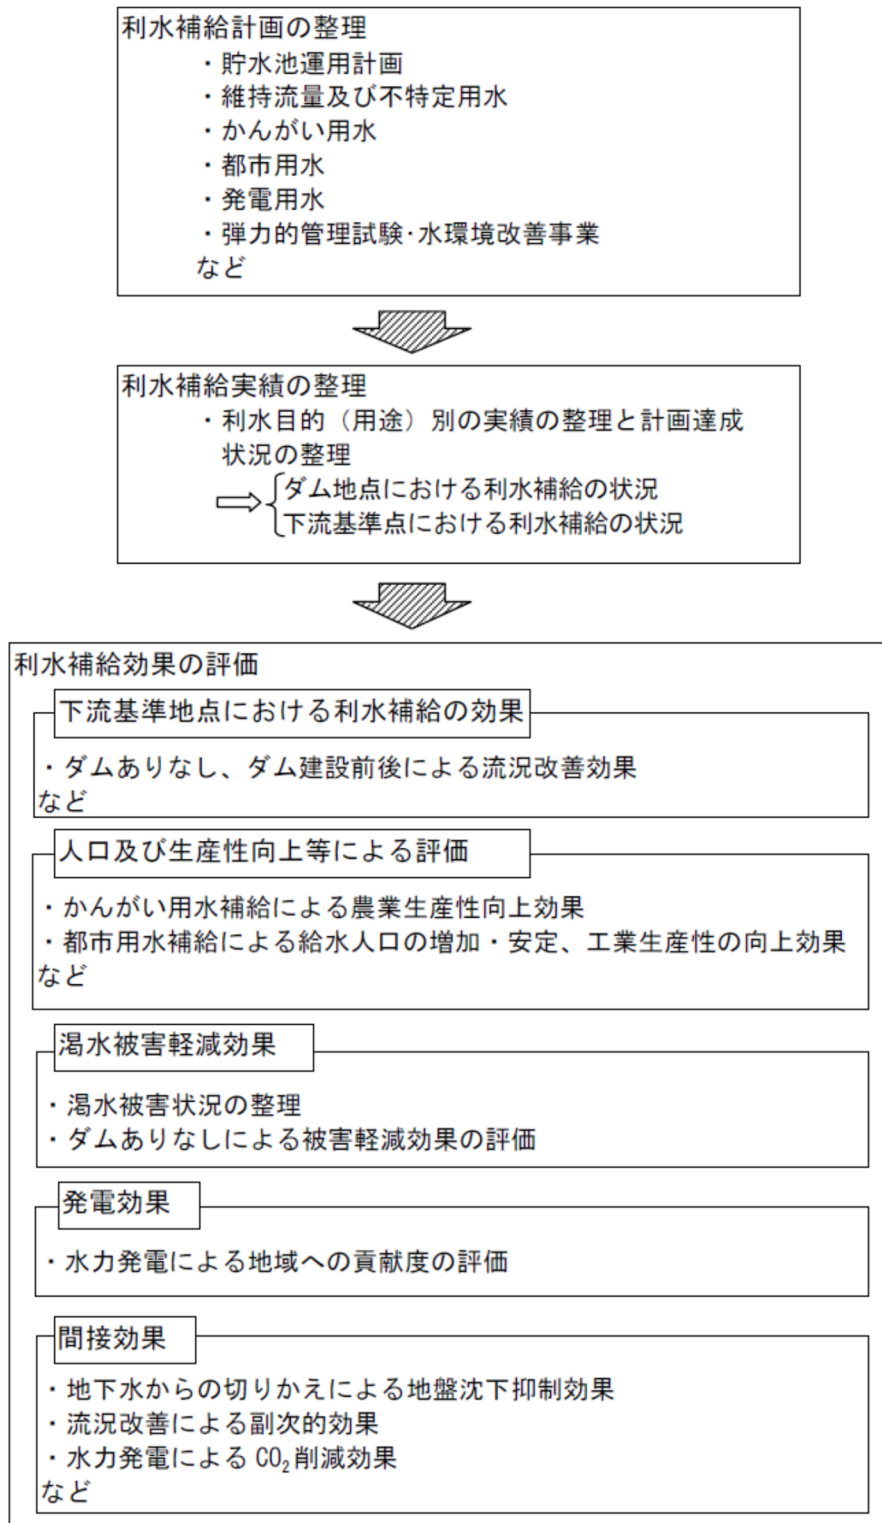 利水補給計画の整理
・貯水池運用計画
・維持流量及び不特定用水
・かんがい用水
・都市用水
・発電用水
・弾力的管理試験･水環境改善事業
など
利水補給実績の整理
・利水目的（用途）別の実績の整理と計画達成
状況の整理
ダム地点における利水補給の状況
下流基準点における利水補給の状況
利水補給効果の評価
下流基準地点における利水補給の効果
・ダムありなし、ダム建設前後による流況改善効果
など
人口及び生産性向上等による評価
・かんがい用水補給による農業生産性向上効果
・都市用水補給による給水人口の増加・安定、工業生産性の向上効果
など
渇水被害軽減効果
・渇水被害状況の整理
・ダムありなしによる被害軽減効果の評価
発電効果
・水力発電による地域への貢献度の評価
間接効果
・地下水からの切りかえによる地盤沈下抑制効果
・流況改善による副次的効果
・水力発電による CO₂削減効果
など